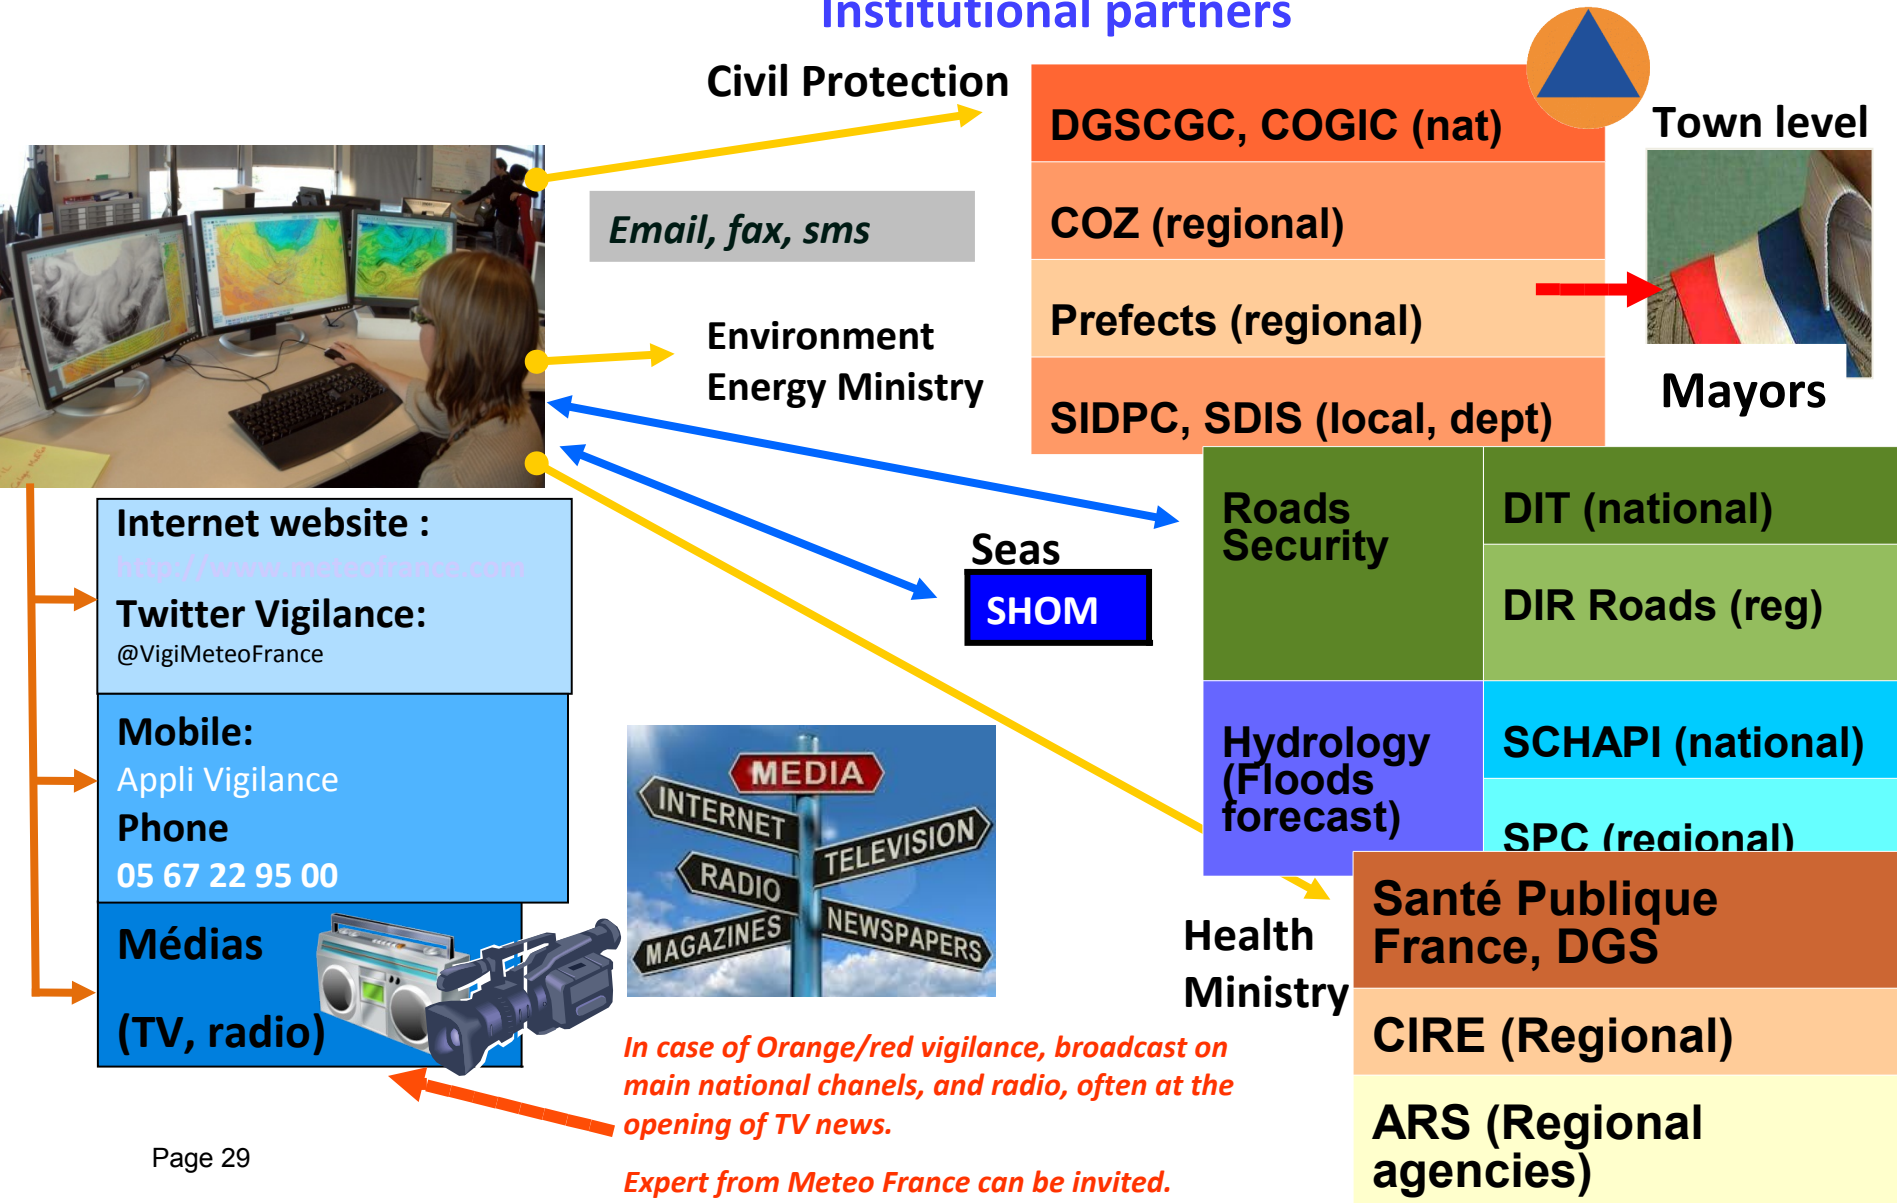 Institutional partners
Civil Protection
DGSCGC, COGIC (nat)
COZ (regional)
Prefects (regional)
SIDPC, SDIS (local, dept)
Town level
Mayors
Email, fax, sms
Environment
Energy Ministry
Roads
Security
DIT (national)
DIR Roads (reg)
Seas
SHOM
Hydrology
(Floods
forecast)
SCHAPI (national)
SPC (regional)
Health
Ministry
Santé Publique
France, DGS
CIRE (Regional)
ARS (Regional
agencies)
Internet website :
http://www.meteofrance.com
Twitter Vigilance:
@VigiMeteoFrance
Mobile:
Appli Vigilance
Phone
05 67 22 95 00
Médias
(TV, radio)
MEDIA
INTERNET
TELEVISION
RADIO
NEWSPAPERS
MAGAZINES
In case of Orange/red vigilance, broadcast on
main national chanels, and radio, often at the
opening of TV news.
Expert from Meteo France can be invited.
Page 29